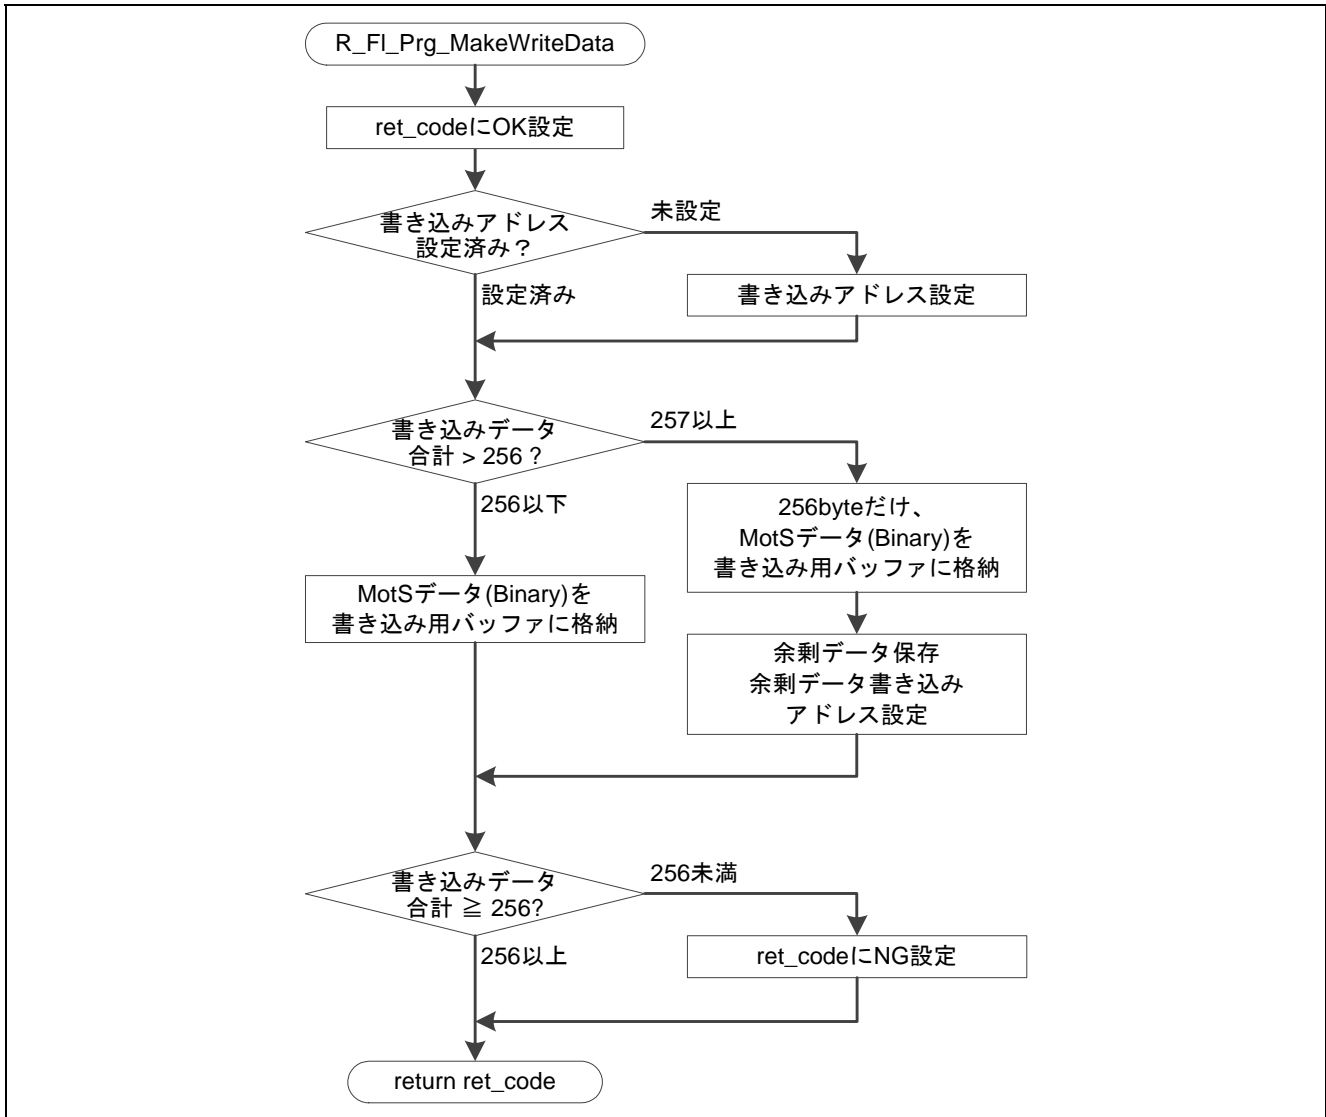 R_Fl_Prg_MakeWriteData
ret_codeにOK設定
書き込みアドレス
設定済み？
未設定
設定済み
書き込みアドレス設定
書き込みデータ
合計 > 256 ?
257以上
256以下
256byteだけ、
MotSデータ(Binary)を
書き込み用バッファに格納
MotSデータ(Binary)を
書き込み用バッファに格納
余剰データ保存
余剰データ書き込み
アドレス設定
書き込みデータ
合計 ≧ 256?
256未満
256以上
ret_codeにNG設定
return ret_code